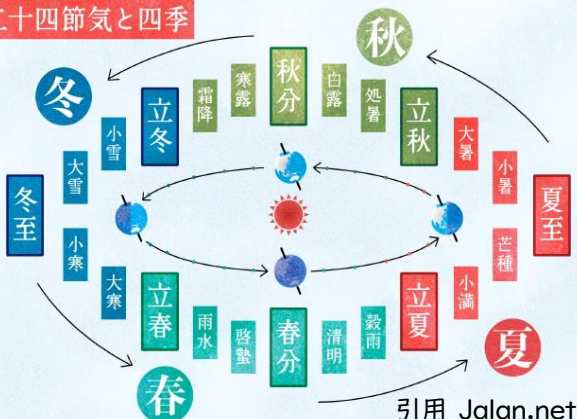 二十四節気と四季
秋
冬
秋分
寒露
白露
霜降
処暑
立冬
立秋
小雪
大暑
大雪
小暑
冬至
夏至
小寒
芒種
大寒
小満
立春
立夏
雨水
穀雨
啓蟄
清明
春分
夏
春
引用 Jalan.net